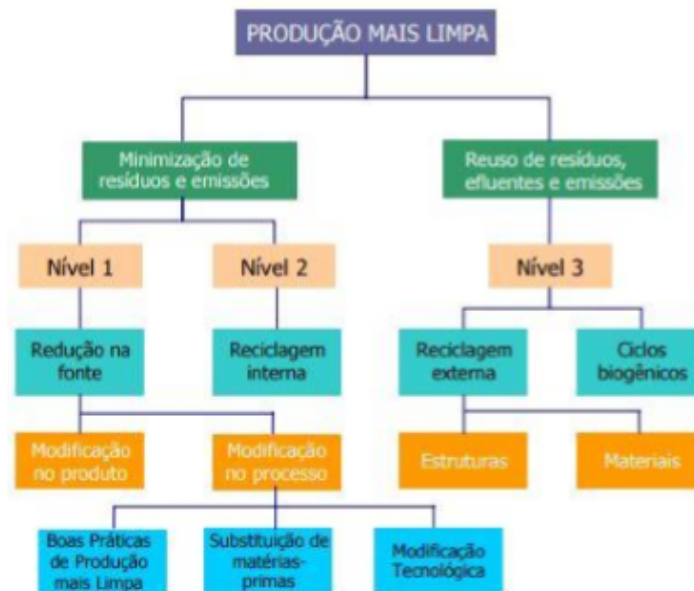 PRODUÇÃO MAIS LIMPA
Minimização de
resíduos e emissões
Reuso de resíduos,
efluentes e emissões
Nível 1
Nível 2
Nível 3
Redução na
fonte
Reciclagem
interna
Reciclagem
externa
Ciclos
biogênicos
Modificação
no produto
Modificação
no processo
Estruturas
Materiais
Boas Práticas
de Produção
mais Limpa
Substituição de
matérias-
primas
Modificação
Tecnológica